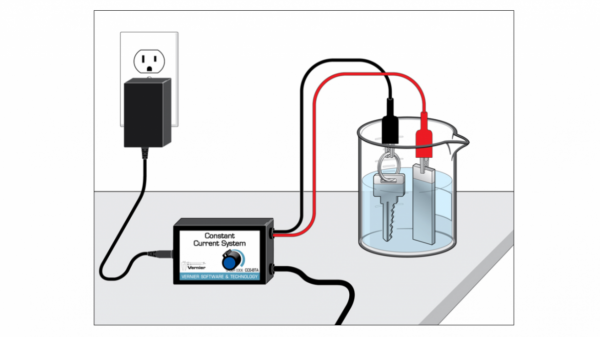 Constant
Current System
Vernier
VERNIER SOFTWARE & TECHNOLOGY